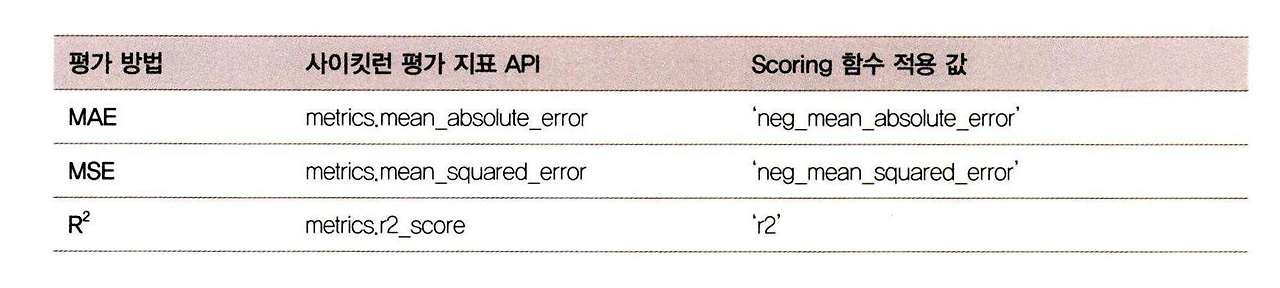 평가 방법 사이킷런 평가 지표 API Scoring 함수 적용 값
MAE metrics.mean_absolute_error ‘neg_mean_absolute_error’
MSE metrics.mean_squared_error ‘neg_mean_squared_error’
R² metrics.r2_score ‘r2’